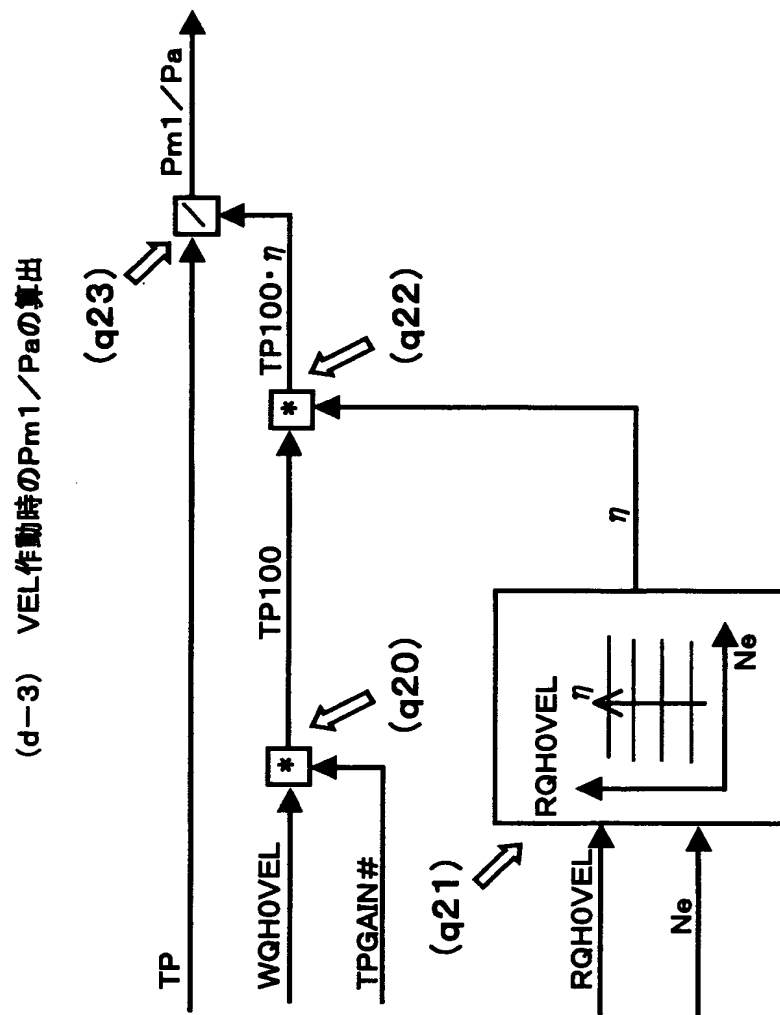 (d-3) VEL作動時のPm1/Paの算出
TP
(q23)
/
Pm1/Pa
WQH0VEL
TPGAIN#
*
(q20)
TP100
*
(q22)
TP100・η
(q21)
RQH0VEL
Ne
RQH0VEL
η
Ne
η